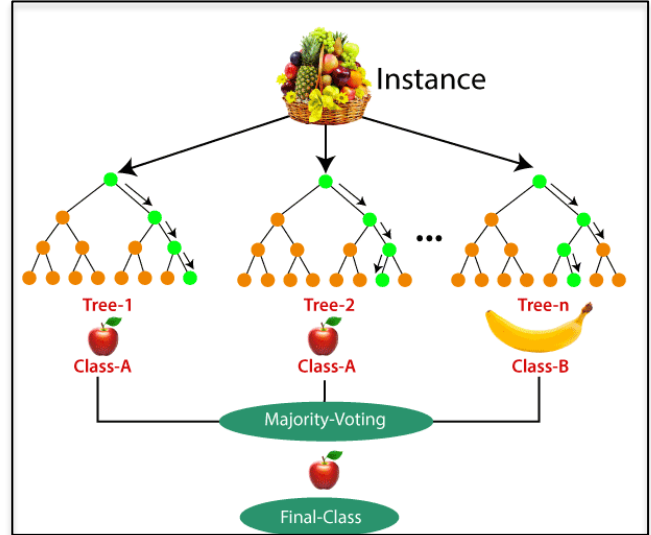 Instance
...
Tree-1
Tree-2
Tree-n
Class-A
Class-A
Class-B
Majority-Voting
Final-Class